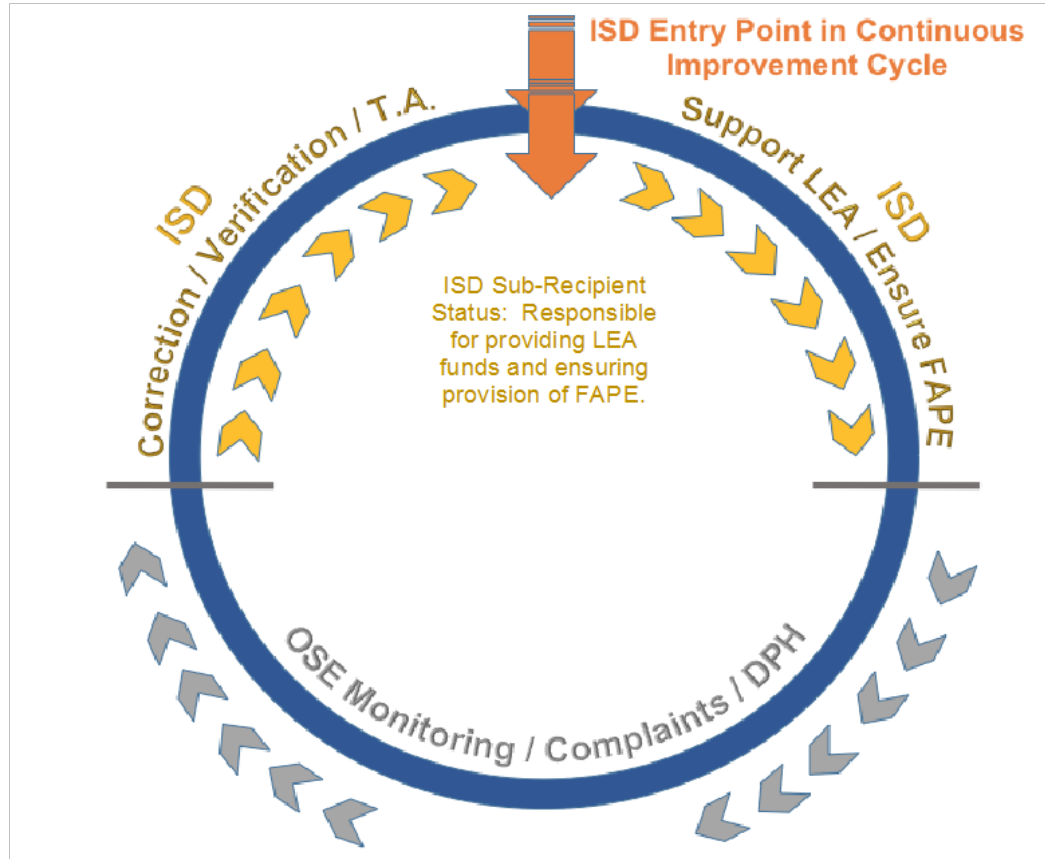 ISD Entry Point in Continuous
Improvement Cycle
ISD
Correction / Verification / T.A.
Support LEA / Ensure FAPE
ISD
ISD Sub-Recipient
Status:  Responsible
for providing LEA
funds and ensuring
provision of FAPE.
OSE Monitoring / Complaints / DPH